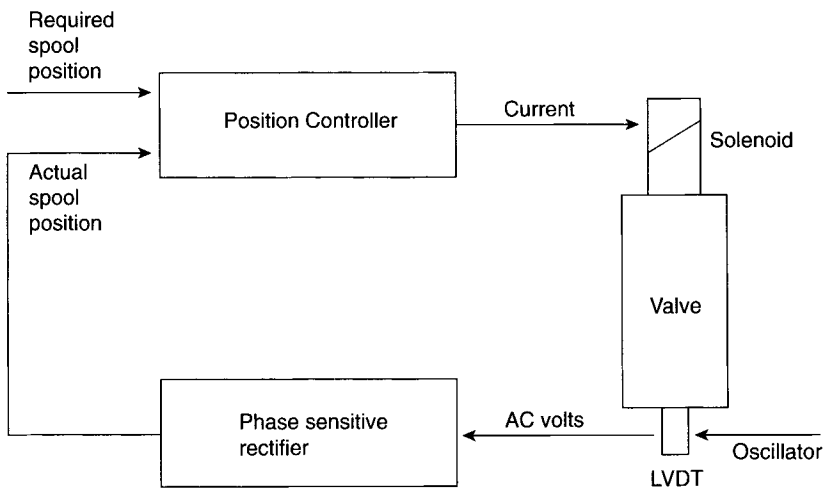 Required
spool
position
Position Controller
Current
Solenoid
Actual
spool
position
Valve
Phase sensitive
rectifier
AC volts
Oscillator
LVDT